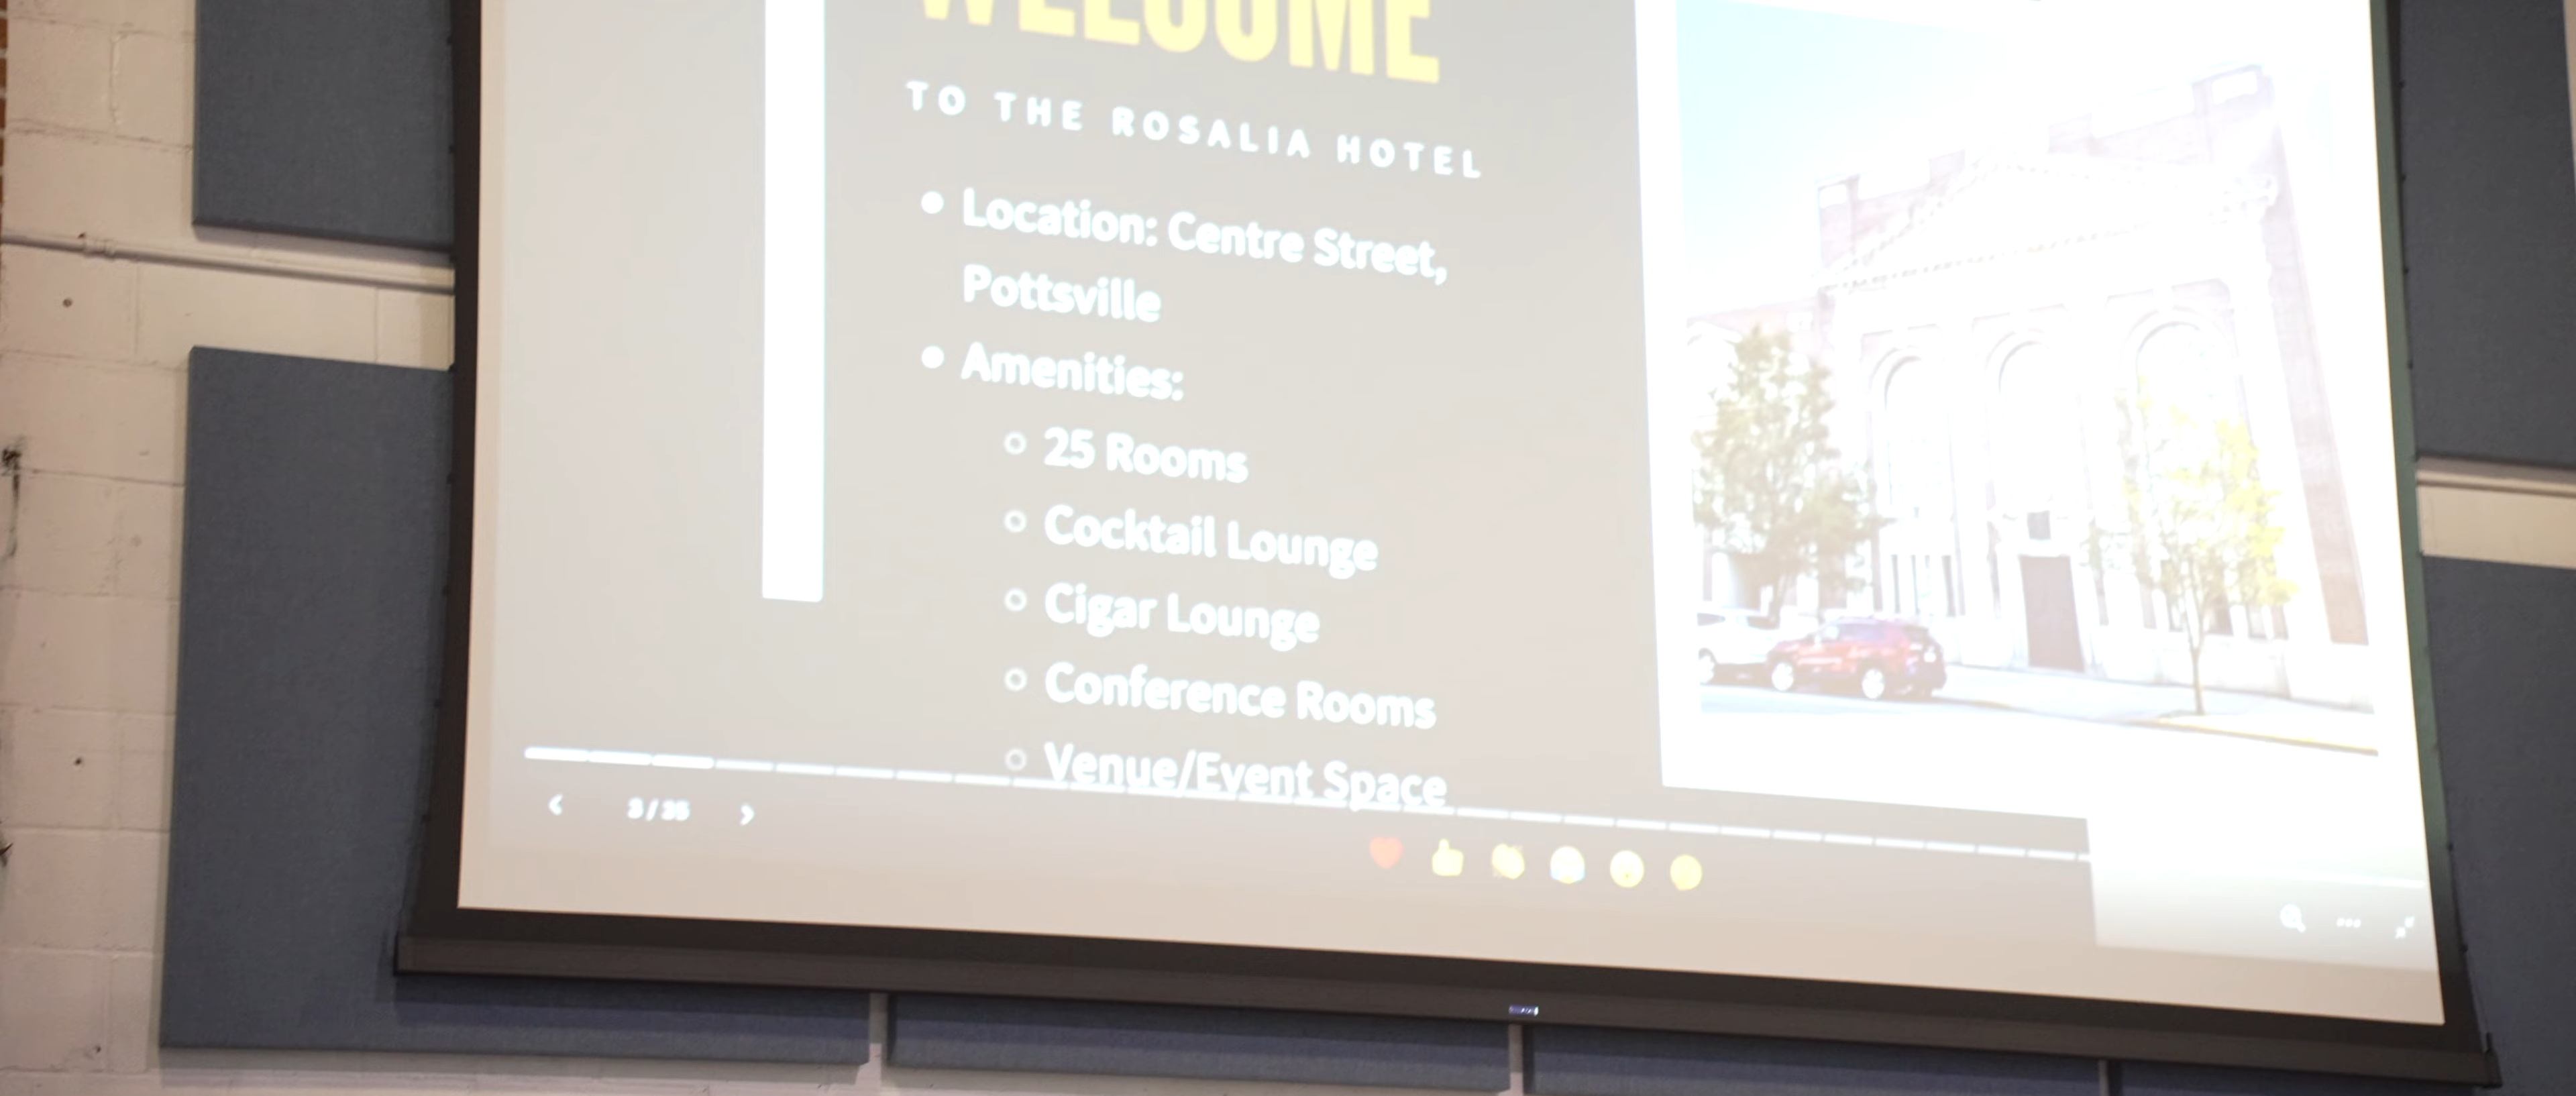 WELCOME
TO THE ROSALIA HOTEL
Location: Centre Street,
Pottsville
Amenities:
25 Rooms
Cocktail Lounge
Cigar Lounge
Conference Rooms
Venue/Event Space